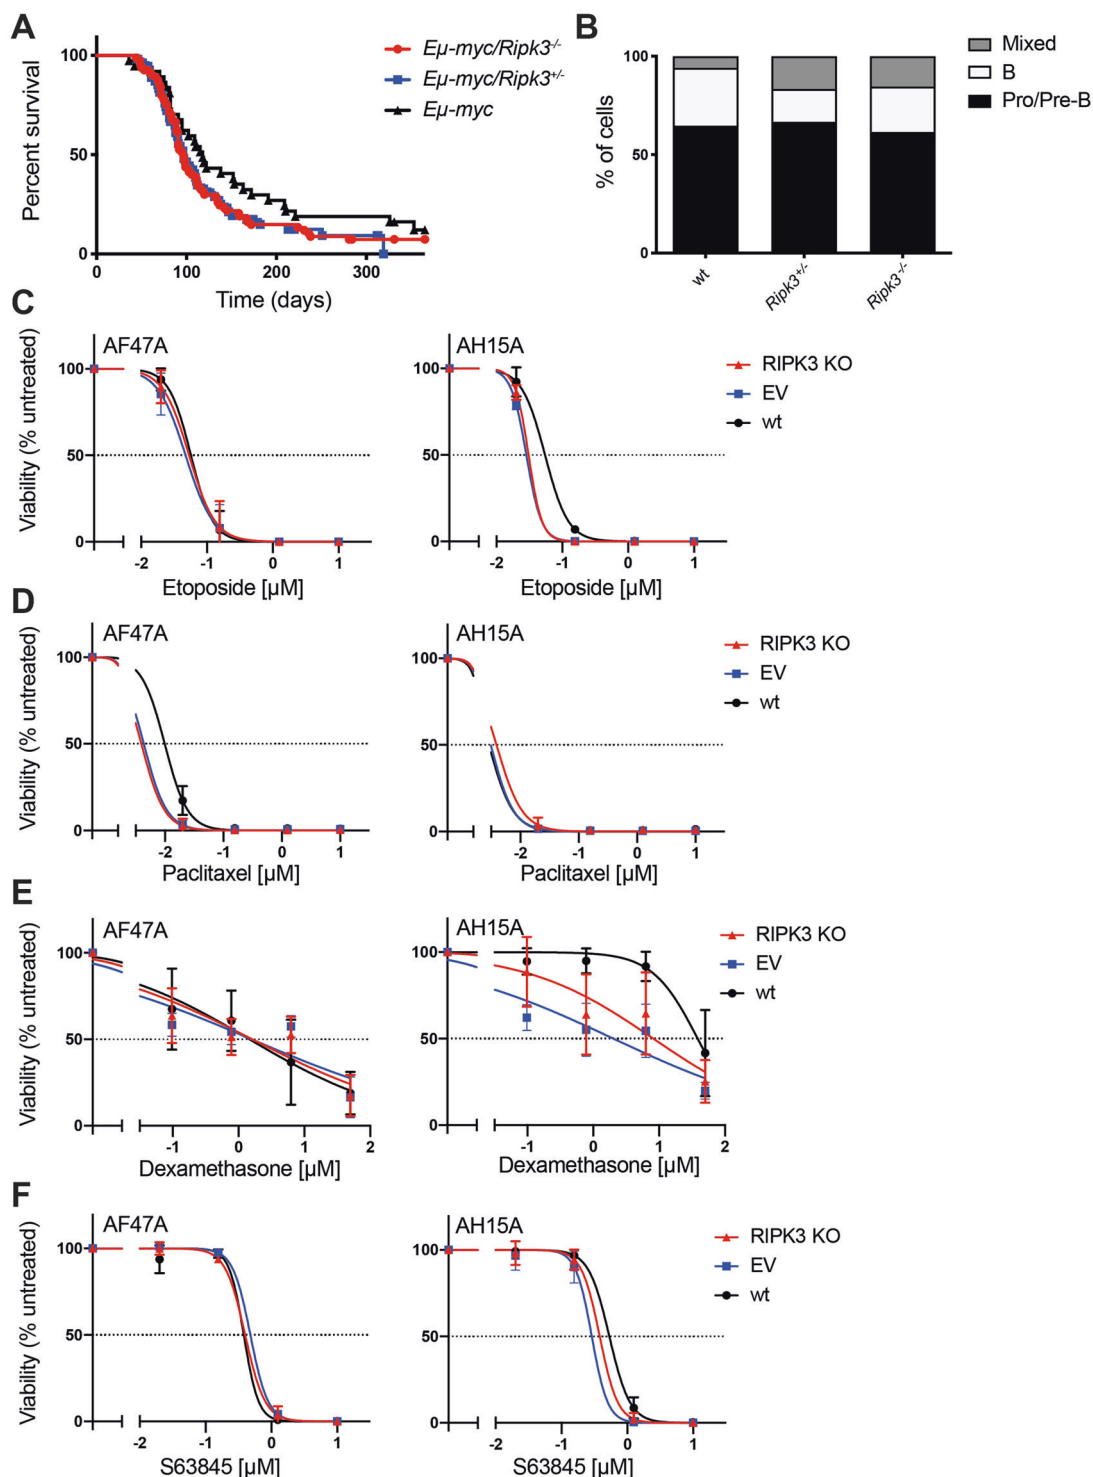 A
Eµ-myc/Ripk3-/-
Eµ-myc/Ripk3+/-
Eµ-myc
Percent survival
100
50
0
0 100 200 300
Time (days)
B
Mixed
B
Pro/Pre-B
% of cells
100
50
0
wt Ripk3+/- Ripk3-/-
C
AF47A
Viability (% untreated)
100
50
0
-2 -1 0 1
Etoposide [µM]
AH15A
100
50
0
-2 -1 0 1
Etoposide [µM]
RIPK3 KO
EV
wt
D
AF47A
Viability (% untreated)
100
50
0
-2 -1 0 1
Paclitaxel [µM]
AH15A
100
50
0
-2 -1 0 1
Paclitaxel [µM]
RIPK3 KO
EV
wt
E
AF47A
Viability (% untreated)
100
50
0
-1 0 1 2
Dexamethasone [µM]
AH15A
100
50
0
-1 0 1 2
Dexamethasone [µM]
RIPK3 KO
EV
wt
F
AF47A
Viability (% untreated)
100
50
0
-2 -1 0 1
S63845 [µM]
AH15A
100
50
0
-2 -1 0 1
S63845 [µM]
RIPK3 KO
EV
wt